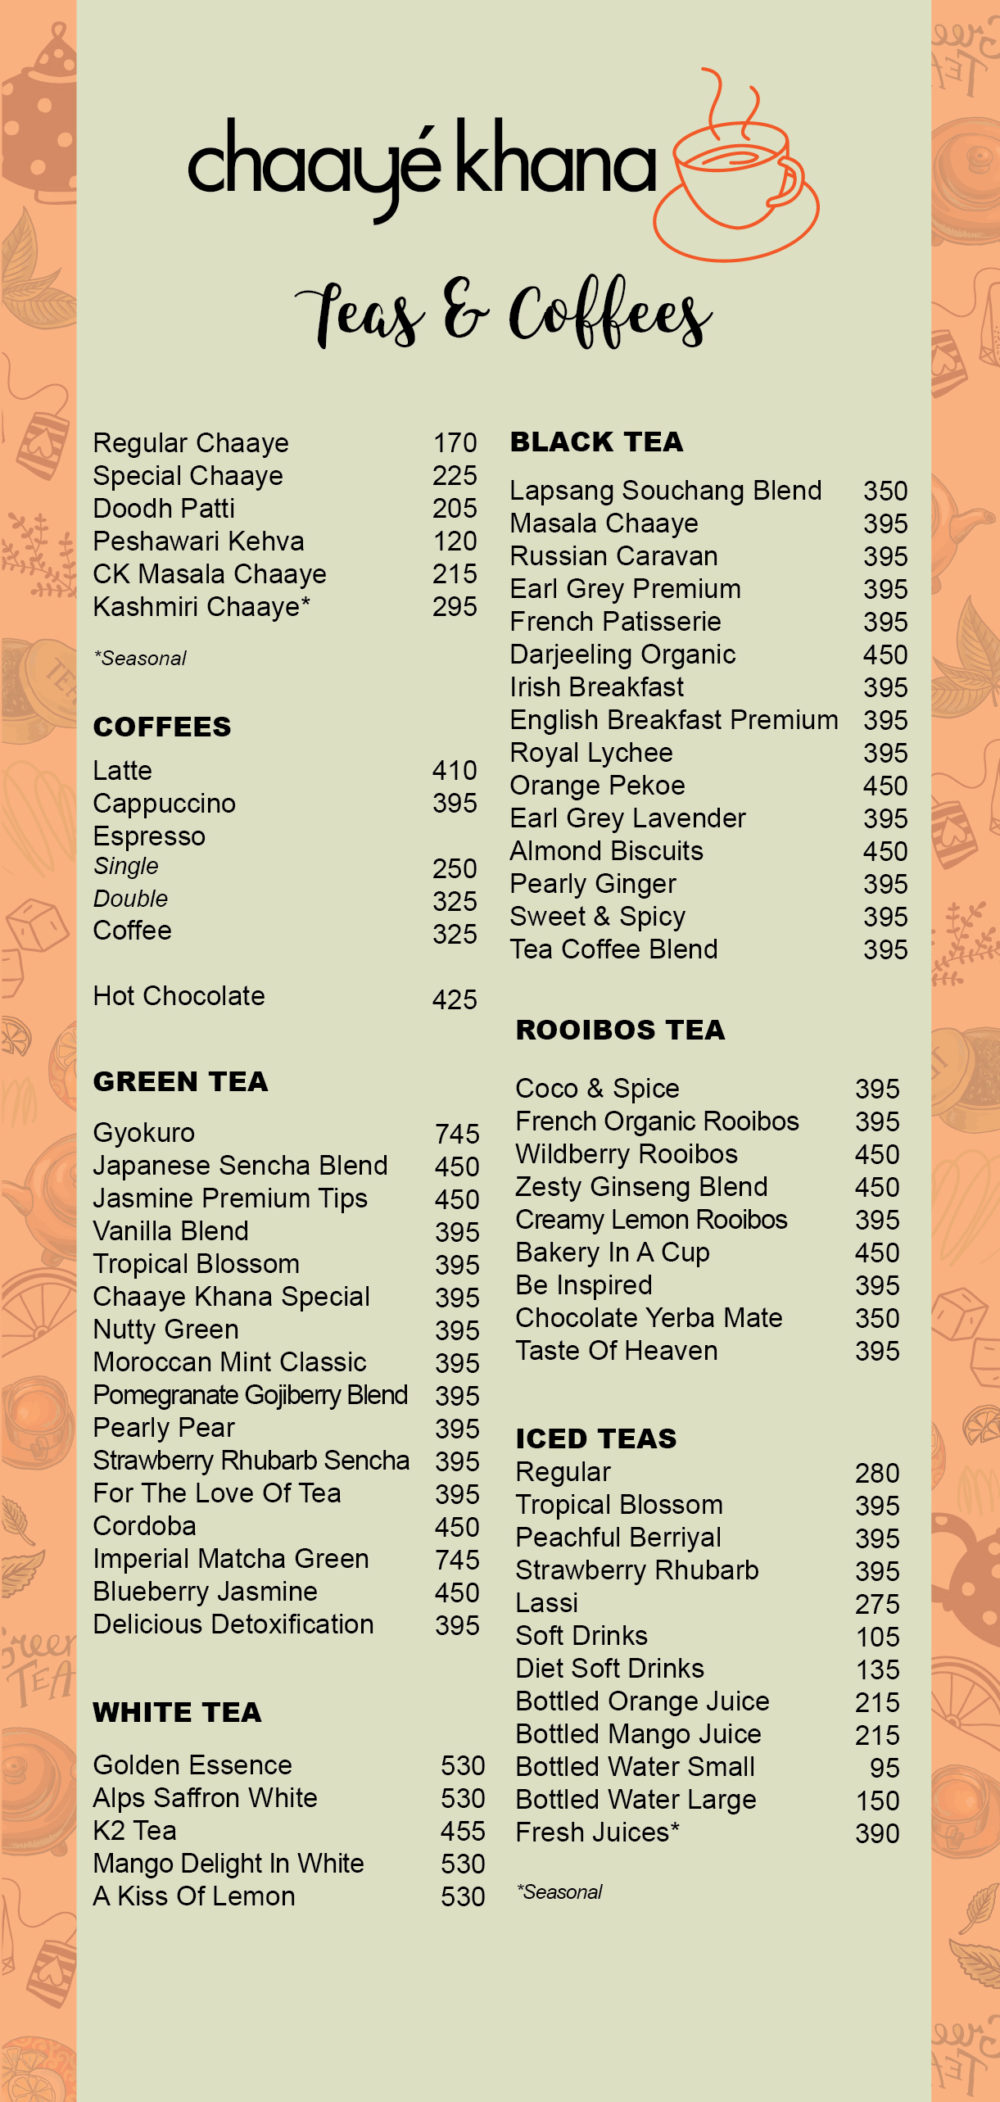 chaayé khana
Teas & Coffees
Regular Chaaye 170
Special Chaaye 225
Doodh Patti 205
Peshawari Kehva 120
CK Masala Chaaye 215
Kashmiri Chaaye* 295
*Seasonal
COFFEES
Latte 410
Cappuccino 395
Espresso
Single 250
Double 325
Coffee 325
Hot Chocolate 425
GREEN TEA
Gyokuro 745
Japanese Sencha Blend 450
Jasmine Premium Tips 450
Vanilla Blend 395
Tropical Blossom 395
Chaaye Khana Special 395
Nutty Green 395
Moroccan Mint Classic 395
Pomegranate Gojiberry Blend 395
Pearly Pear 395
Strawberry Rhubarb Sencha 395
For The Love Of Tea 395
Cordoba 450
Imperial Matcha Green 745
Blueberry Jasmine 450
Delicious Detoxification 395
WHITE TEA
Golden Essence 530
Alps Saffron White 530
K2 Tea 455
Mango Delight In White 530
A Kiss Of Lemon 530
BLACK TEA
Lapsang Souchang Blend 350
Masala Chaaye 395
Russian Caravan 395
Earl Grey Premium 395
French Patisserie 395
Darjeeling Organic 450
Irish Breakfast 395
English Breakfast Premium 395
Royal Lychee 395
Orange Pekoe 450
Earl Grey Lavender 395
Almond Biscuits 450
Pearly Ginger 395
Sweet & Spicy 395
Tea Coffee Blend 395
ROOIBOS TEA
Coco & Spice 395
French Organic Rooibos 395
Wildberry Rooibos 450
Zesty Ginseng Blend 450
Creamy Lemon Rooibos 395
Bakery In A Cup 450
Be Inspired 395
Chocolate Yerba Mate 350
Taste Of Heaven 395
ICED TEAS
Regular 280
Tropical Blossom 395
Peachful Berriyal 395
Strawberry Rhubarb 395
Lassi 275
Soft Drinks 105
Diet Soft Drinks 135
Bottled Orange Juice 215
Bottled Mango Juice 215
Bottled Water Small 95
Bottled Water Large 150
Fresh Juices* 390
*Seasonal